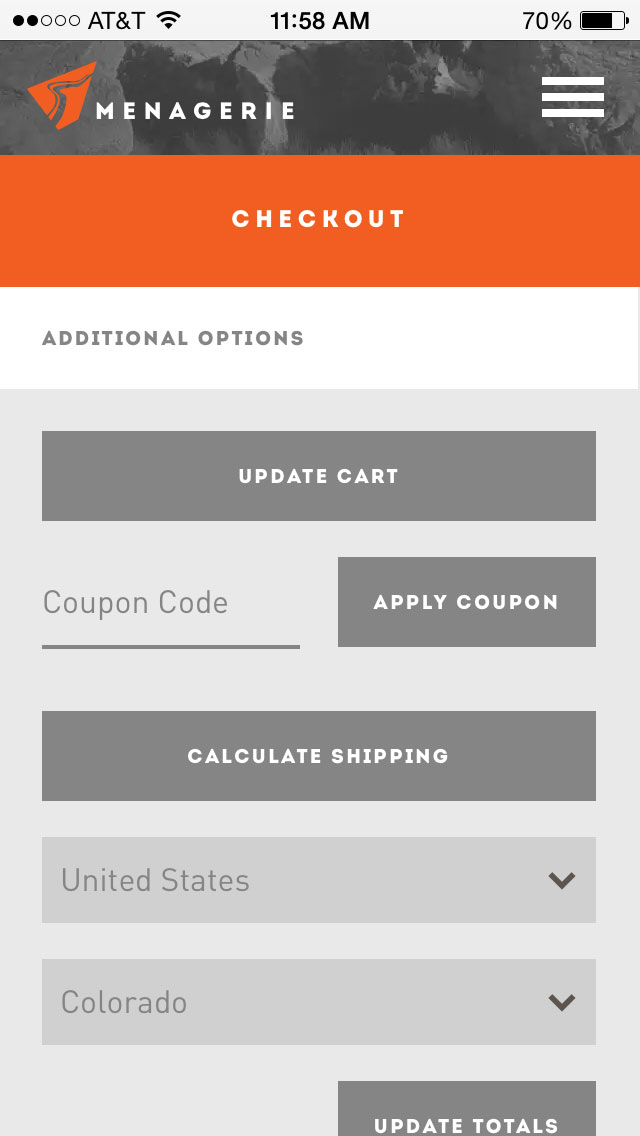 AT&T 11:58 AM 70%
MENAGERIE
CHECKOUT
ADDITIONAL OPTIONS
UPDATE CART
Coupon Code
APPLY COUPON
CALCULATE SHIPPING
United States
Colorado
UPDATE TOTALS